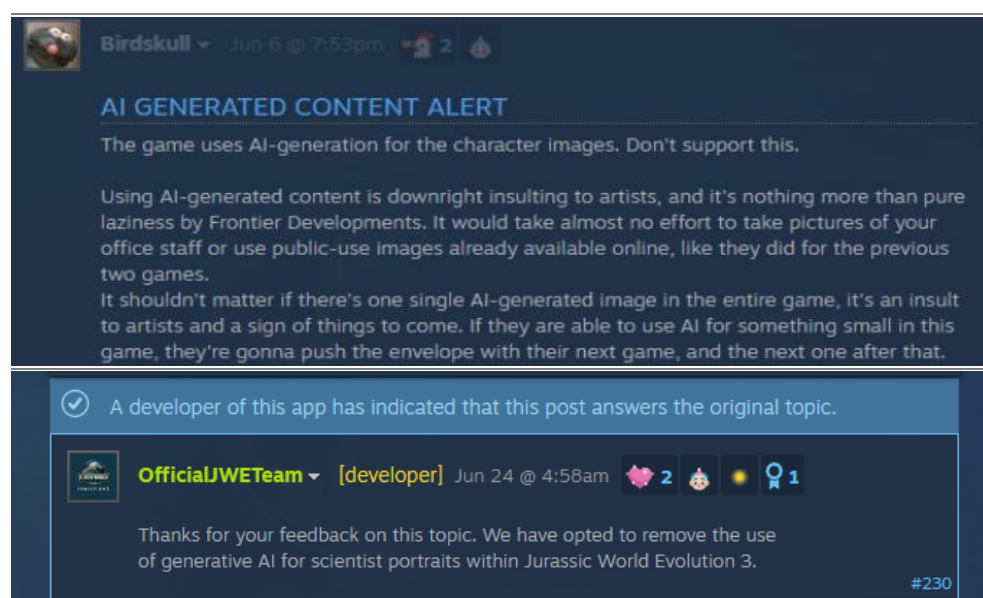 Birdskull Jun 6 @ 7:53pm 2
AI GENERATED CONTENT ALERT
The game uses AI-generation for the character images. Don't support this.
Using AI-generated content is downright insulting to artists, and it's nothing more than pure
laziness by Frontier Developments. It would take almost no effort to take pictures of your
office staff or use public-use images already available online, like they did for the previous
two games.
It shouldn't matter if there's one single AI-generated image in the entire game, it's an insult
to artists and a sign of things to come. If they are able to use AI for something small in this
game, they're gonna push the envelope with their next game, and the next one after that.
A developer of this app has indicated that this post answers the original topic.
OfficialJWETeam [developer] Jun 24 @ 4:58am 2 1
Thanks for your feedback on this topic. We have opted to remove the use
of generative AI for scientist portraits within Jurassic World Evolution 3.
#230